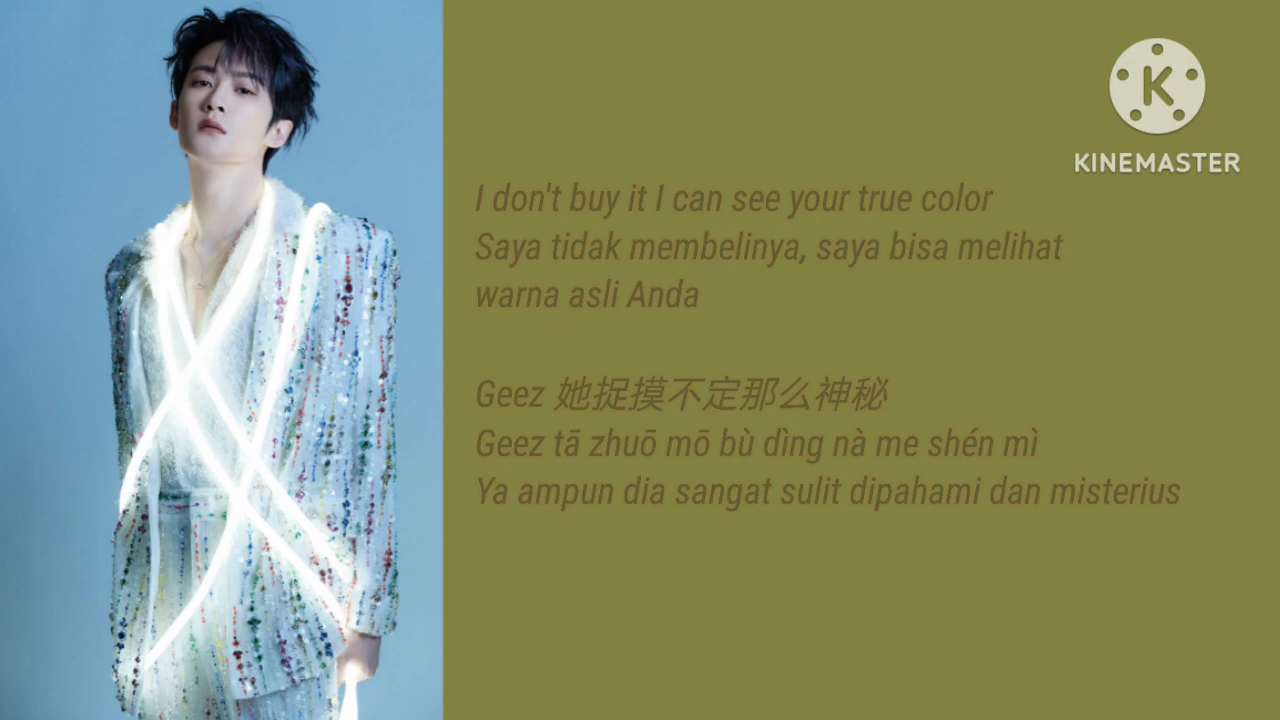 KINEMASTER
I don't buy it I can see your true color
Saya tidak membelinya, saya bisa melihat
warna asli Anda
Geez 她捉摸不定那么神秘
Geez tā zhuō mō bù dìng nà me shén mì
Ya ampun dia sangat sulit dipahami dan misterius